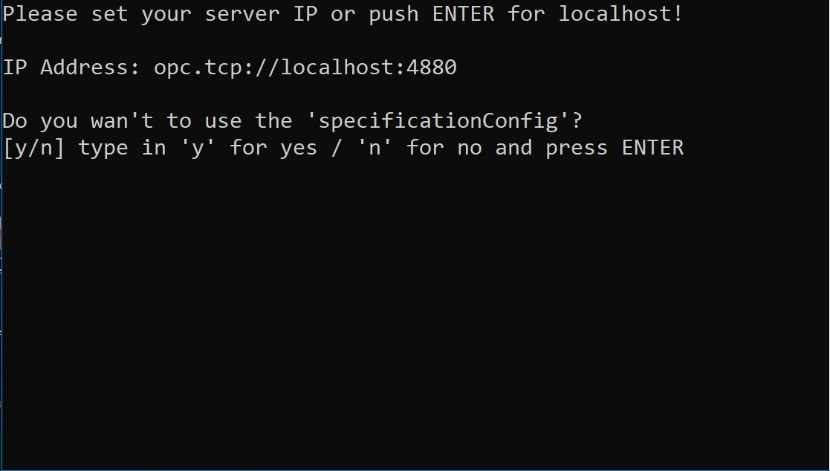 Please set your server IP or push ENTER for localhost!
IP Address: opc.tcp://localhost:4880
Do you wan't to use the 'specificationConfig'?
[y/n] type in 'y' for yes / 'n' for no and press ENTER